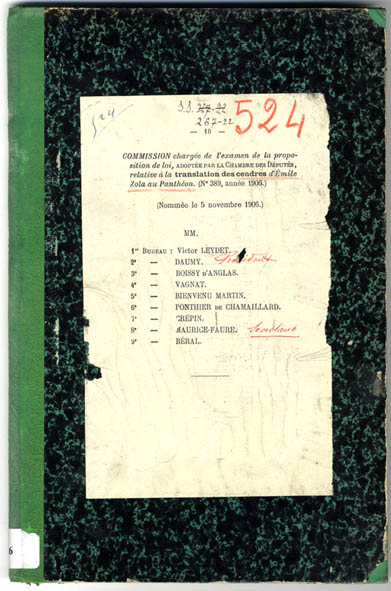 524
S.S. 267-22
— 10 —
524
COMMISSION chargée de l'examen de la propo-
sition de loi, ADOPTÉE PAR LA CHAMBRE DES DÉPUTÉS,
relative à la translation des cendres d'Émile
Zola au Panthéon. (N° 389, année 1906.)
(Nommée le 5 novembre 1906.)
MM.
1er BUREAU : Victor LEYDET.
2e — DAUMY. Président
3e — BOISSY D'ANGLAS.
4e — VAGNAT.
5e — BIENVENU MARTIN.
6e — PONTHIER DE CHAMAILLARD.
7e — CRÉPIN.
8e — MAURICE-FAURE. Secrétaire
9e — BÉRAL.
6